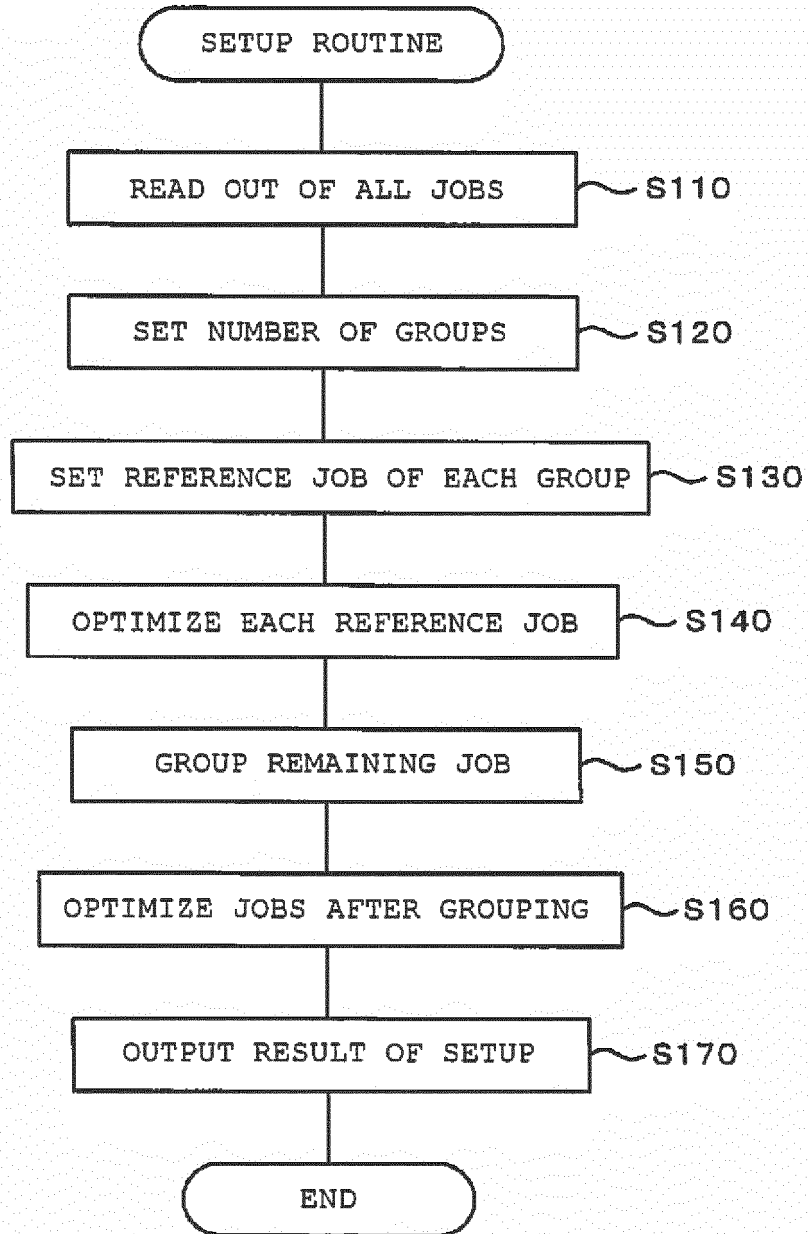 SETUP ROUTINE
READ OUT OF ALL JOBS S110
SET NUMBER OF GROUPS S120
SET REFERENCE JOB OF EACH GROUP S130
OPTIMIZE EACH REFERENCE JOB S140
GROUP REMAINING JOB S150
OPTIMIZE JOBS AFTER GROUPING S160
OUTPUT RESULT OF SETUP S170
END